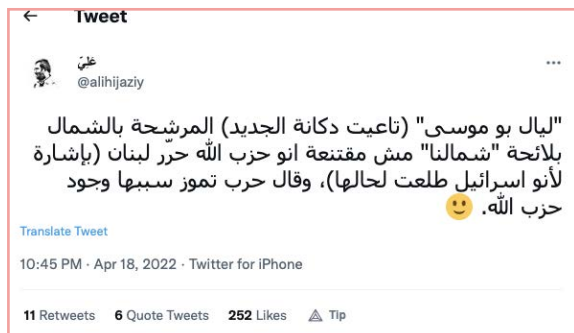 Tweet
عَلِيّ
@alihijaziy
"ليال بو موسى" (تاعيت دكانة الجديد) المرشحة بالشمال
بلائحة "شمالنا" مش مقتنعة انو حزب الله حرّر لبنان (بإشارة
لأنو اسرائيل طلعت لحالها)، وقال حرب تموز سببها وجود
حزب الله. 🙂
Translate Tweet
10:45 PM · Apr 18, 2022 · Twitter for iPhone
11 Retweets 6 Quote Tweets 252 Likes Tip